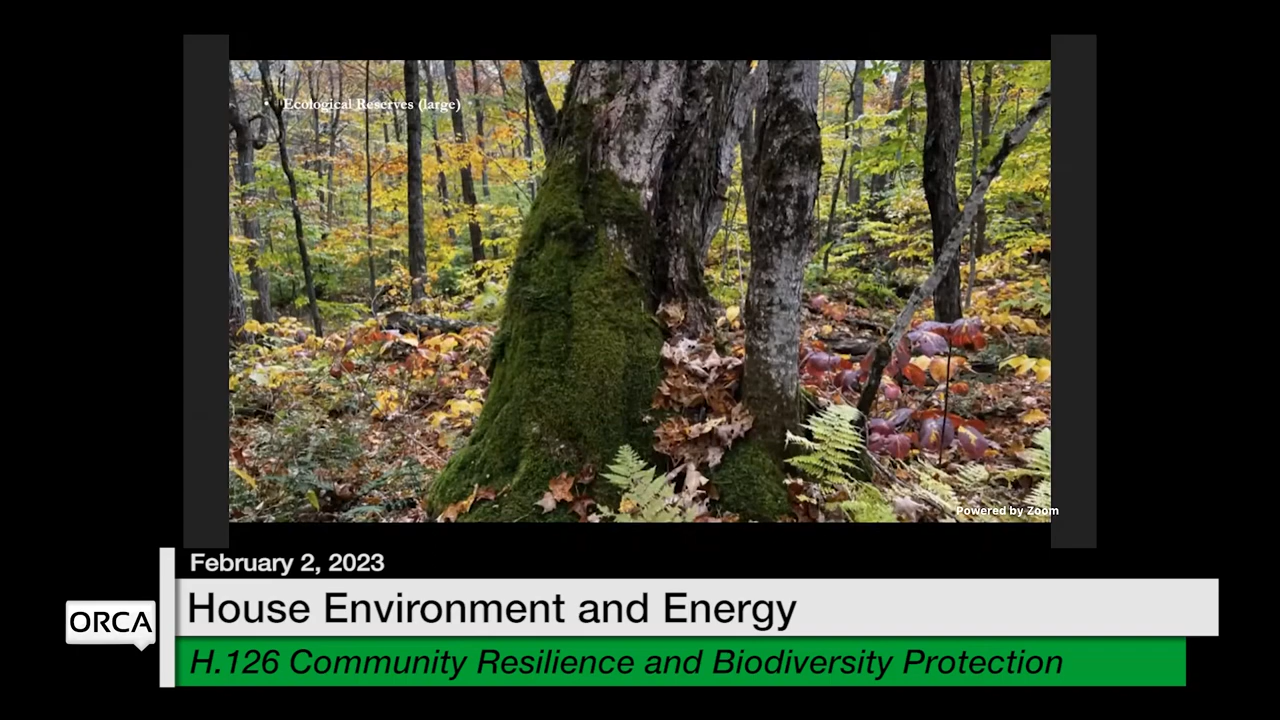 Ecological Reserves (large)
Powered by Zoom
February 2, 2023
House Environment and Energy
ORCA
H.126 Community Resilience and Biodiversity Protection